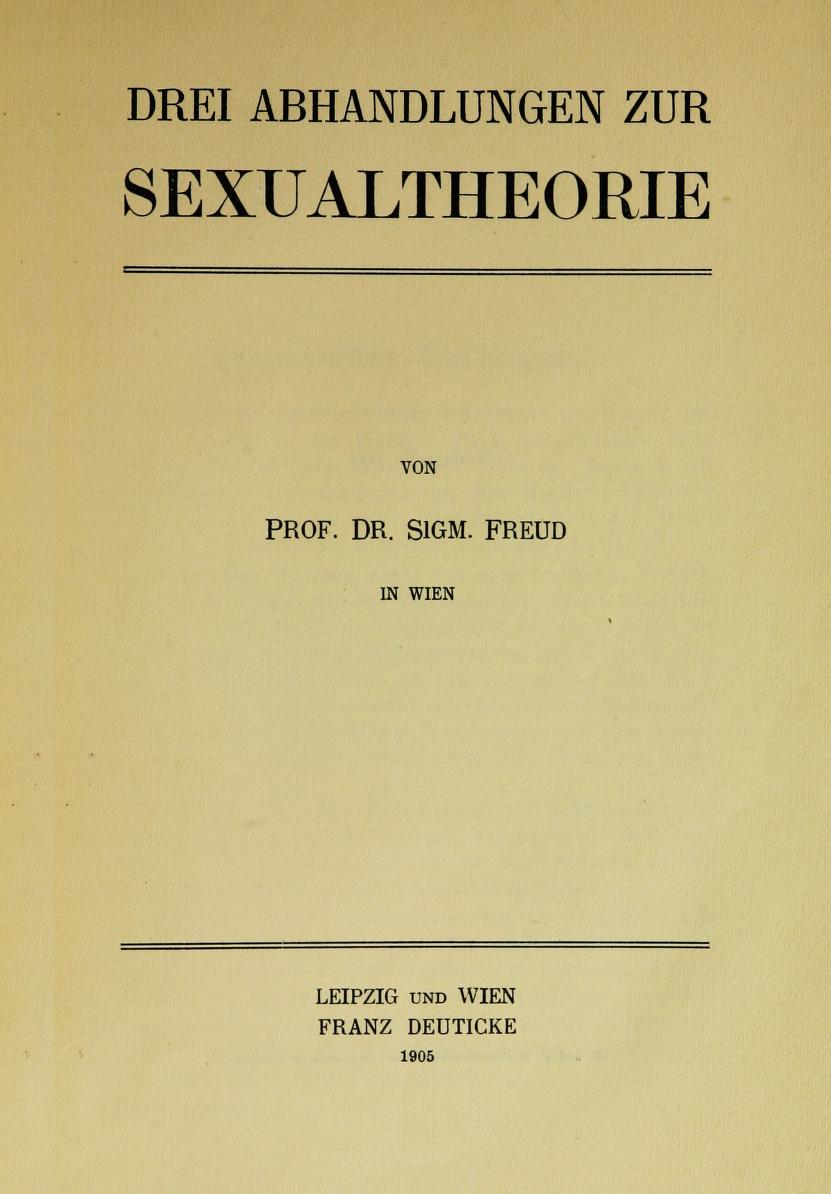 DREI ABHANDLUNGEN ZUR
SEXUALTHEORIE
VON
PROF. DR. SIGM. FREUD
IN WIEN
LEIPZIG UND WIEN
FRANZ DEUTICKE
1905